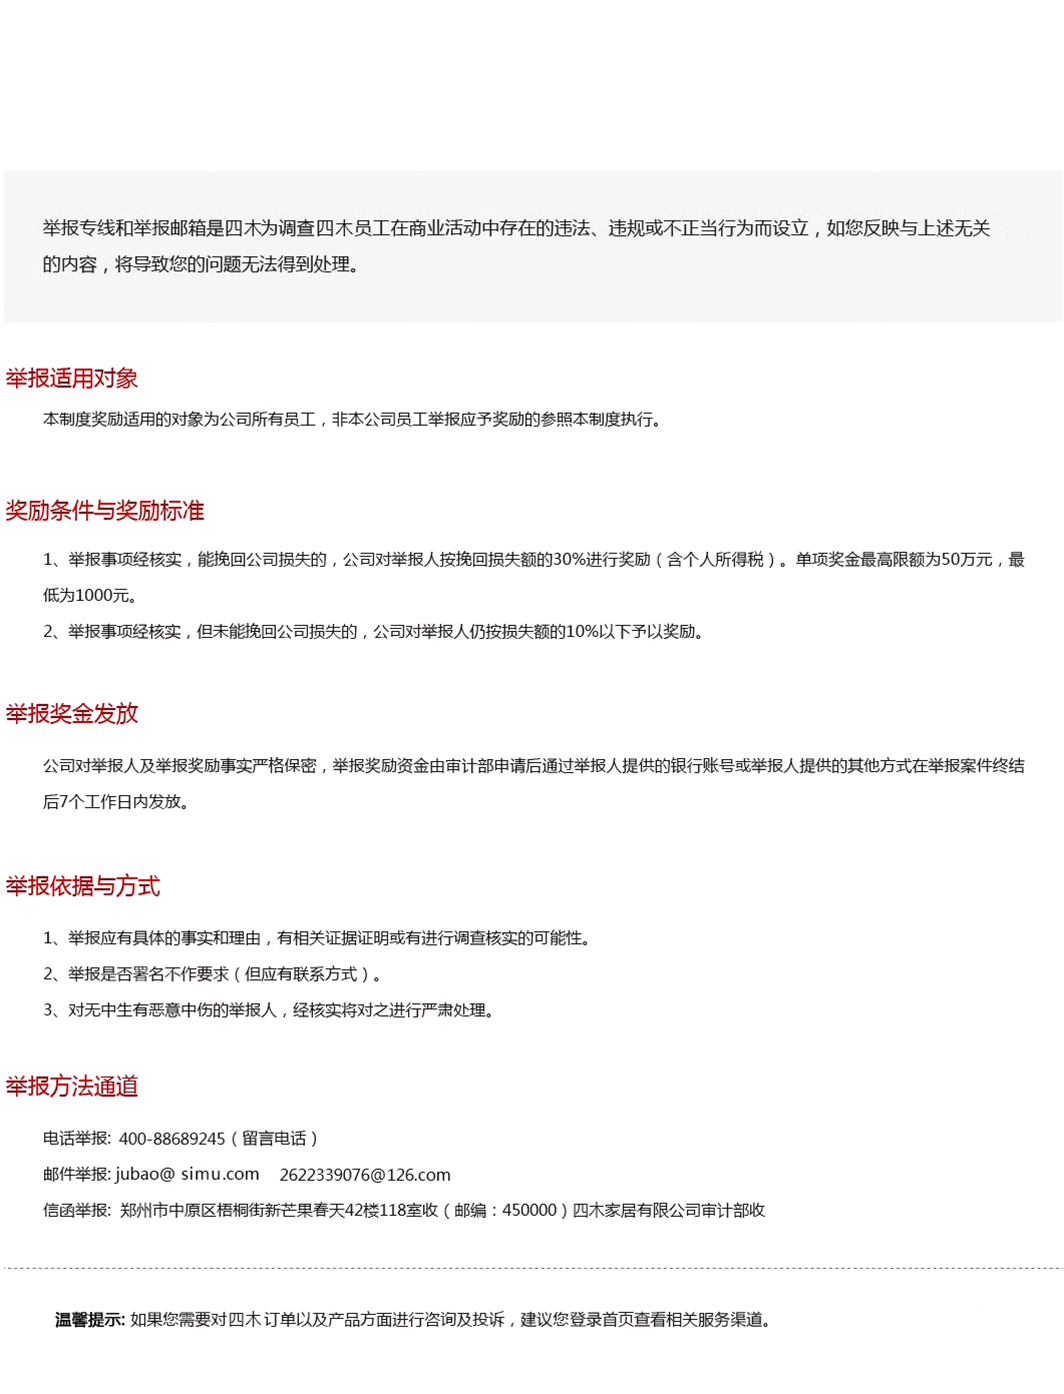 举报专线和举报邮箱是四木为调查四木员工在商业活动中存在的违法、违规或不正当行为而设立，如您反映与上述无关
的内容，将导致您的问题无法得到处理。
举报适用对象
本制度奖励适用的对象为公司所有员工，非本公司员工举报应予奖励的参照本制度执行。
奖励条件与奖励标准
1、举报事项经核实，能挽回公司损失的，公司对举报人按挽回损失额的30%进行奖励（含个人所得税）。单项奖金最高限额为50万元，最
低为1000元。
2、举报事项经核实，但未能挽回公司损失的，公司对举报人仍按损失额的10%以下予以奖励。
举报奖金发放
公司对举报人及举报奖励事实严格保密，举报奖励资金由审计部申请后通过举报人提供的银行账号或举报人提供的其他方式在举报案件终结
后7个工作日内发放。
举报依据与方式
1、举报应有具体的事实和理由，有相关证据证明或有进行调查核实的可能性。
2、举报是否署名不作要求（但应有联系方式）。
3、对无中生有恶意中伤的举报人，经核实将对之进行严肃处理。
举报方法通道
电话举报: 400-88689245（留言电话）
邮件举报: jubao@ simu.com 2622339076@126.com
信函举报: 郑州市中原区梧桐街新芒果春天42楼118室收（邮编：450000）四木家居有限公司审计部收
温馨提示: 如果您需要对四木订单以及产品方面进行咨询及投诉，建议您登录首页查看相关服务渠道。